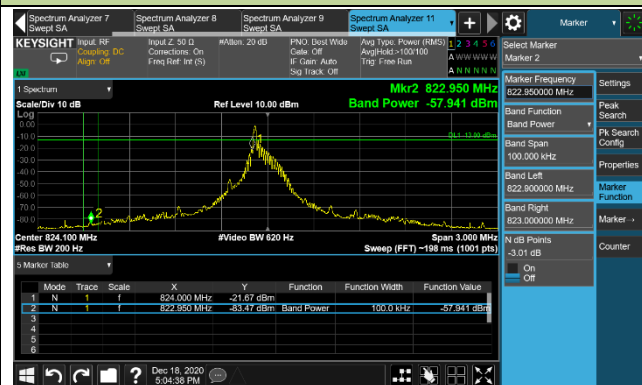 Spectrum Analyzer 7
Swept SA
Spectrum Analyzer 8
Swept SA
Spectrum Analyzer 9
Swept SA
Spectrum Analyzer 11
Swept SA
Marker
KEYSIGHT
Input: RF
Coupling: DC
Align: Off
Input Z: 50 Ω
Corrections: On
Freq Ref: Int (S)
#Atten: 20 dB
PNO: Best Wide
Gate: Off
IF Gain: Auto
Sig Track: Off
Avg Type: Power (RMS)
Avg|Hold:>100/100
Trig: Free Run
1 2 3 4 5 6
A W W W W W
A N N N N N
LXI
Select Marker
Marker 2
1 Spectrum
Scale/Div 10 dB
Ref Level 10.00 dBm
Mkr2 822.950 MHz
Band Power -57.941 dBm
Log
0.00
-10.0
-20.0
-30.0
-40.0
-50.0
-60.0
-70.0
-80.0
DL1 -13.00 dBm
1
2
Center 824.100 MHz
#Res BW 200 Hz
#Video BW 620 Hz
Span 3.000 MHz
Sweep (FFT) ~198 ms (1001 pts)
5 Marker Table
Mode Trace Scale X Y Function Function Width Function Value
1 N 1 f 824.000 MHz -21.67 dBm
2 N 1 f 822.950 MHz -83.47 dBm Band Power 100.0 kHz -57.941 dBm
3
4
5
6
Marker Frequency
822.950000 MHz
Band Function
Band Power
Band Span
100.000 kHz
Band Left
822.900000 MHz
Band Right
823.000000 MHz
N dB Points
-3.01 dB
On
Off
Settings
Peak
Search
Pk Search
Config
Properties
Marker
Function
Marker→
Counter
?
Dec 18, 2020
5:04:38 PM